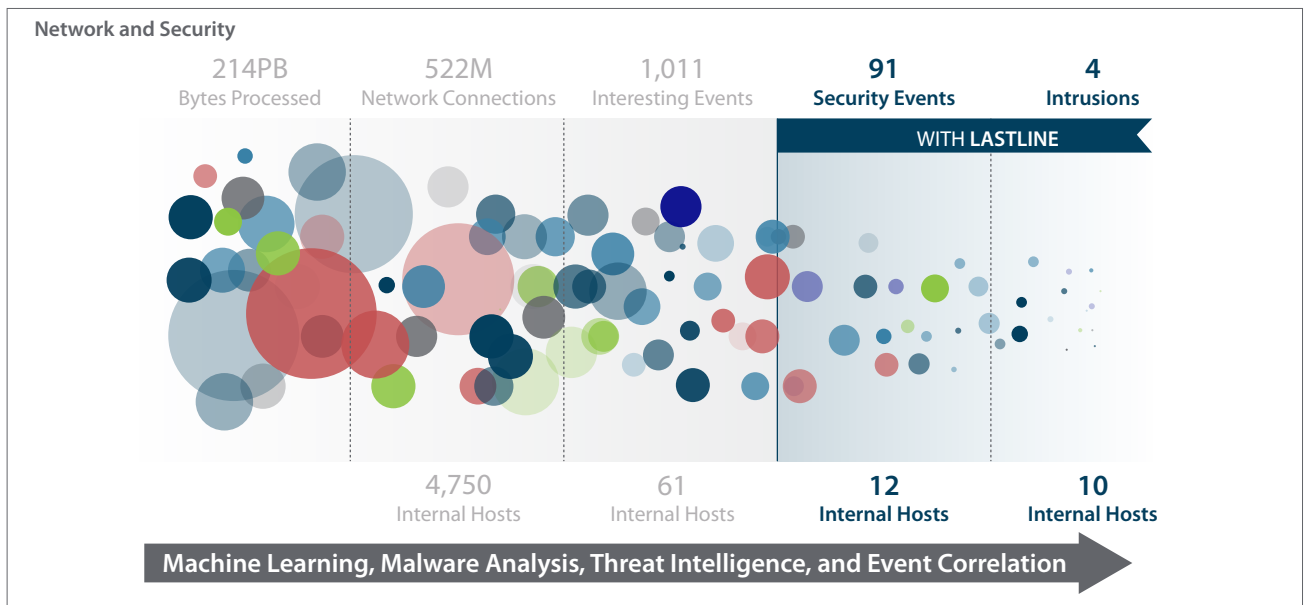 Network and Security
214PB
Bytes Processed
522M
Network Connections
1,011
Interesting Events
91
Security Events
4
Intrusions
WITH LASTLINE
4,750
Internal Hosts
61
Internal Hosts
12
Internal Hosts
10
Internal Hosts
Machine Learning, Malware Analysis, Threat Intelligence, and Event Correlation